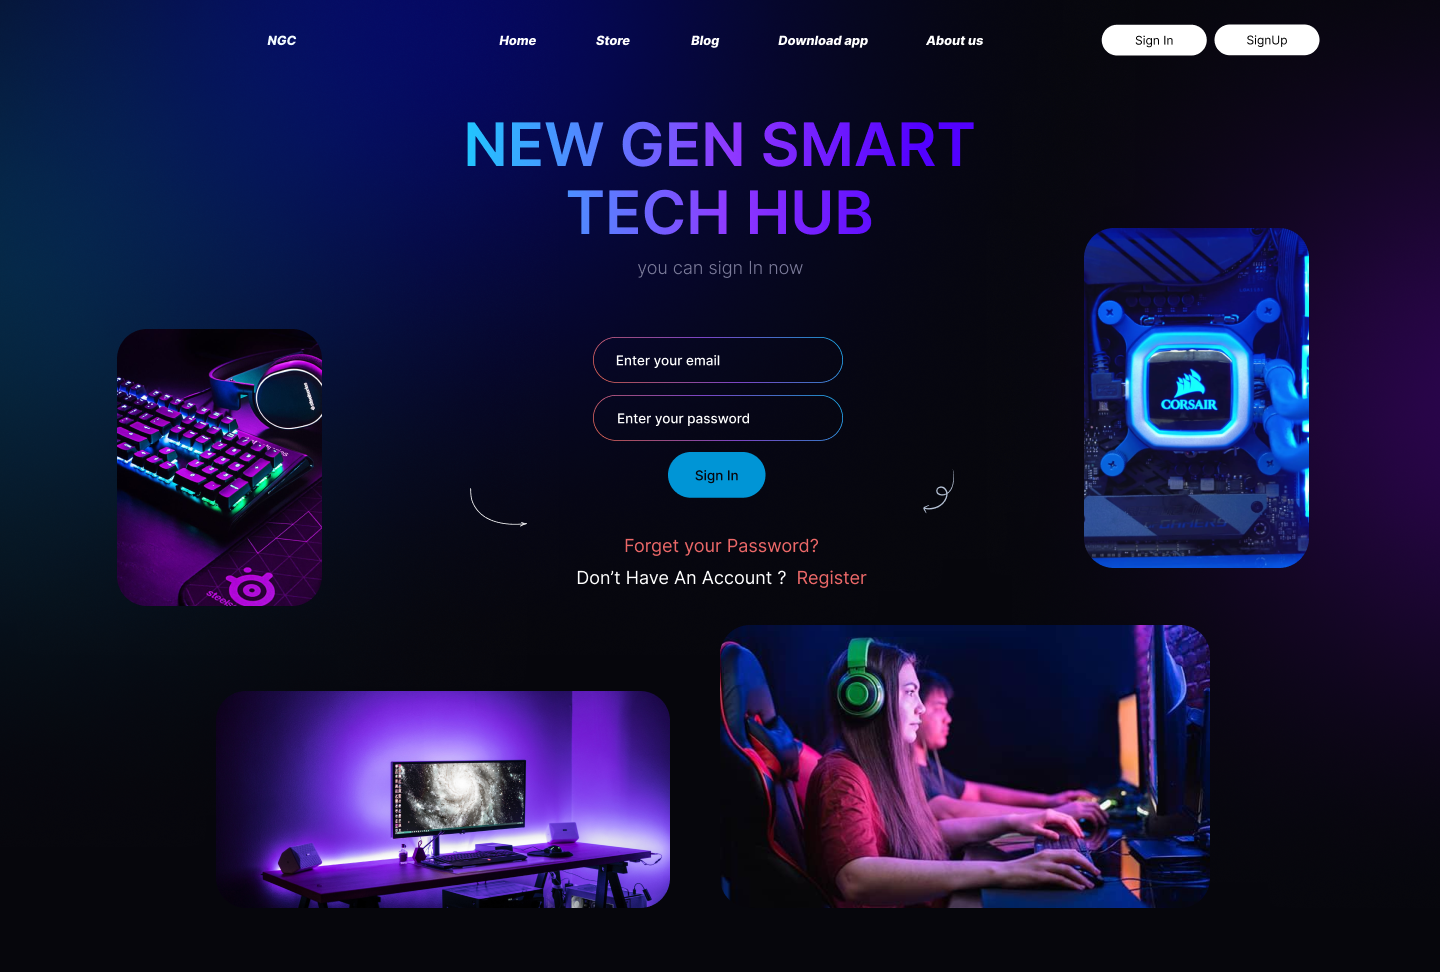 NGC Home Store Blog Download app About us Sign In SignUp
NEW GEN SMART
TECH HUB
you can sign In now
Enter your email
Enter your password
Sign In
Forget your Password?
Don’t Have An Account ? Register
CORSAIR